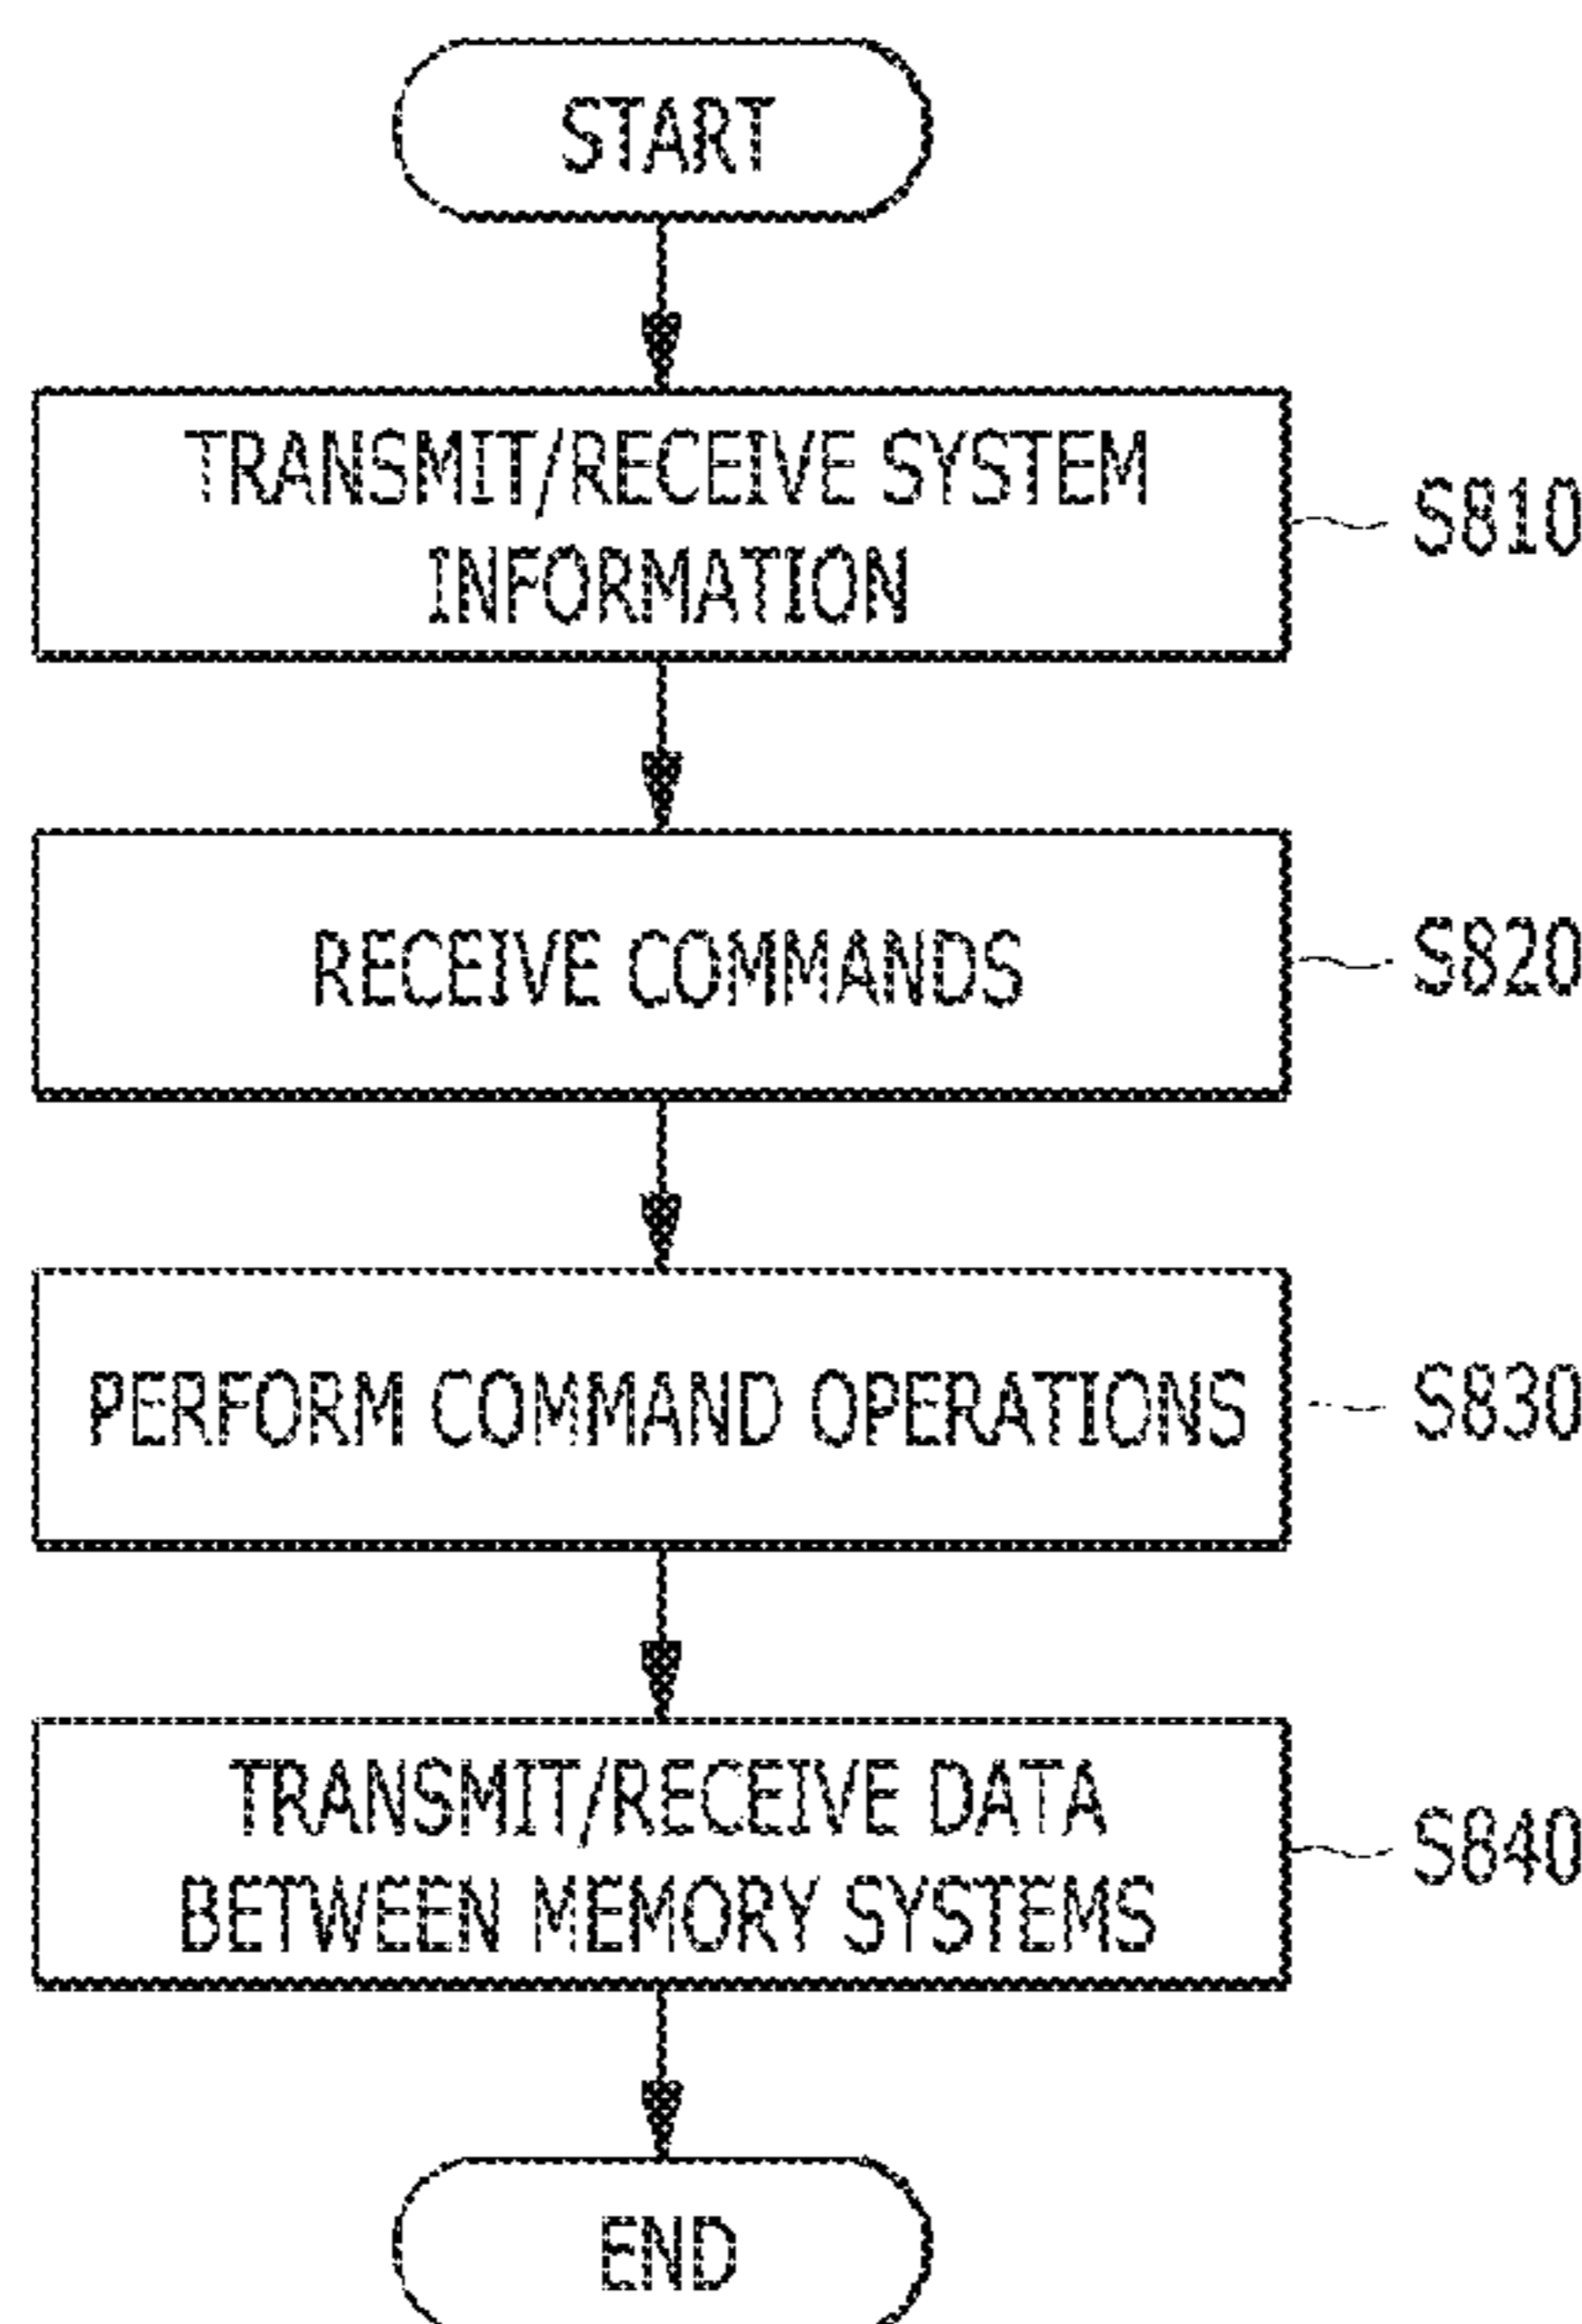 START
TRANSMIT/RECEIVE SYSTEM
INFORMATION
S810
RECEIVE COMMANDS
S820
PERFORM COMMAND OPERATIONS
S830
TRANSMIT/RECEIVE DATA
BETWEEN MEMORY SYSTEMS
S840
END